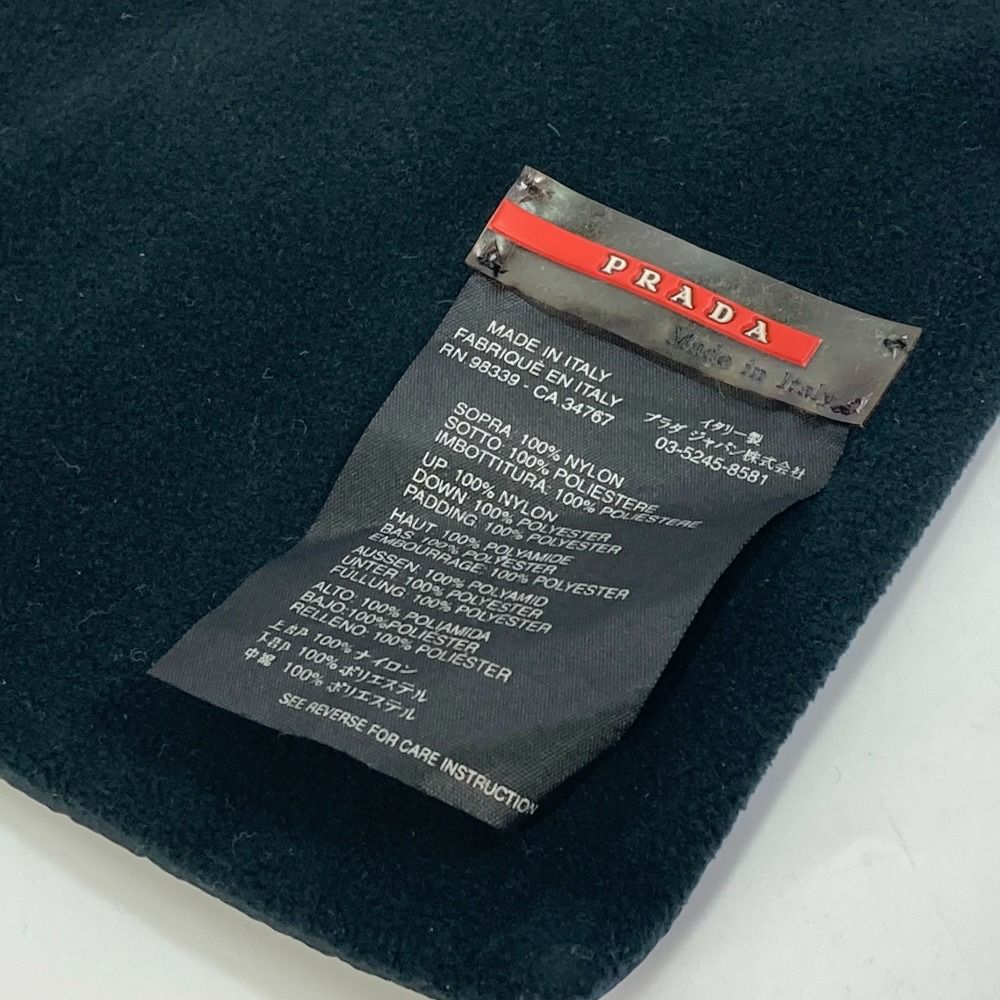 PRADA
Made in Italy
MADE IN ITALY
FABRIQUÉ EN ITALY
RN 98339 - CA.34767
イタリー製
プラダ ジャパン株式会社
03-5245-8581
SOPRA: 100% NYLON
SOTTO: 100% POLIESTERE
IMBOTTITURA: 100% POLIESTERE
UP: 100% NYLON
DOWN: 100% POLYESTER
PADDING: 100% POLYESTER
HAUT: 100% POLYAMIDE
BAS: 100% POLYESTER
EMBOURRAGE: 100% POLYESTER
AUSSEN: 100% POLYAMID
UNTER: 100% POLYESTER
FÜLLUNG: 100% POLYESTER
ALTO: 100% POLIAMIDA
BAJO:100%POLIESTER
RELLENO: 100% POLIÉSTER
上部 100% ナイロン
下部 100% ポリエステル
中綿 100% ポリエステル
SEE REVERSE FOR CARE INSTRUCTION